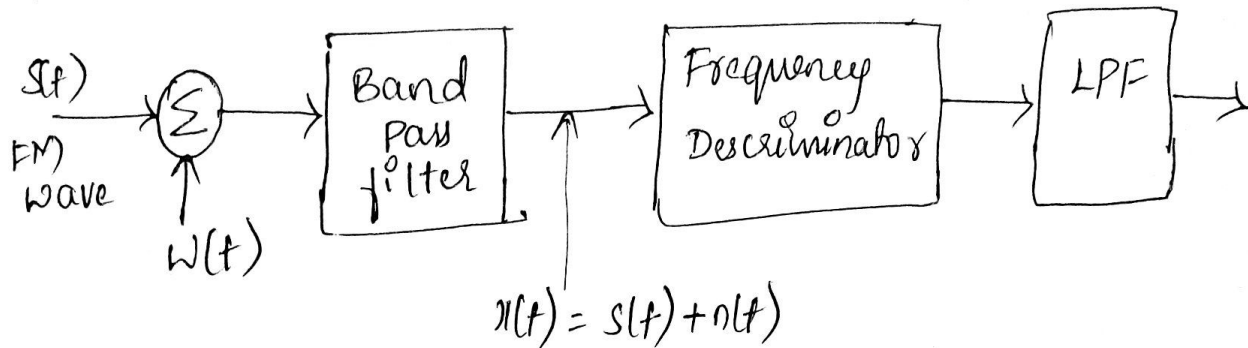 S(t)
FM
wave
Σ
W(t)
Band
Pass
filter
x(t) = s(t) + n(t)
Frequency
Descriminator
LPF